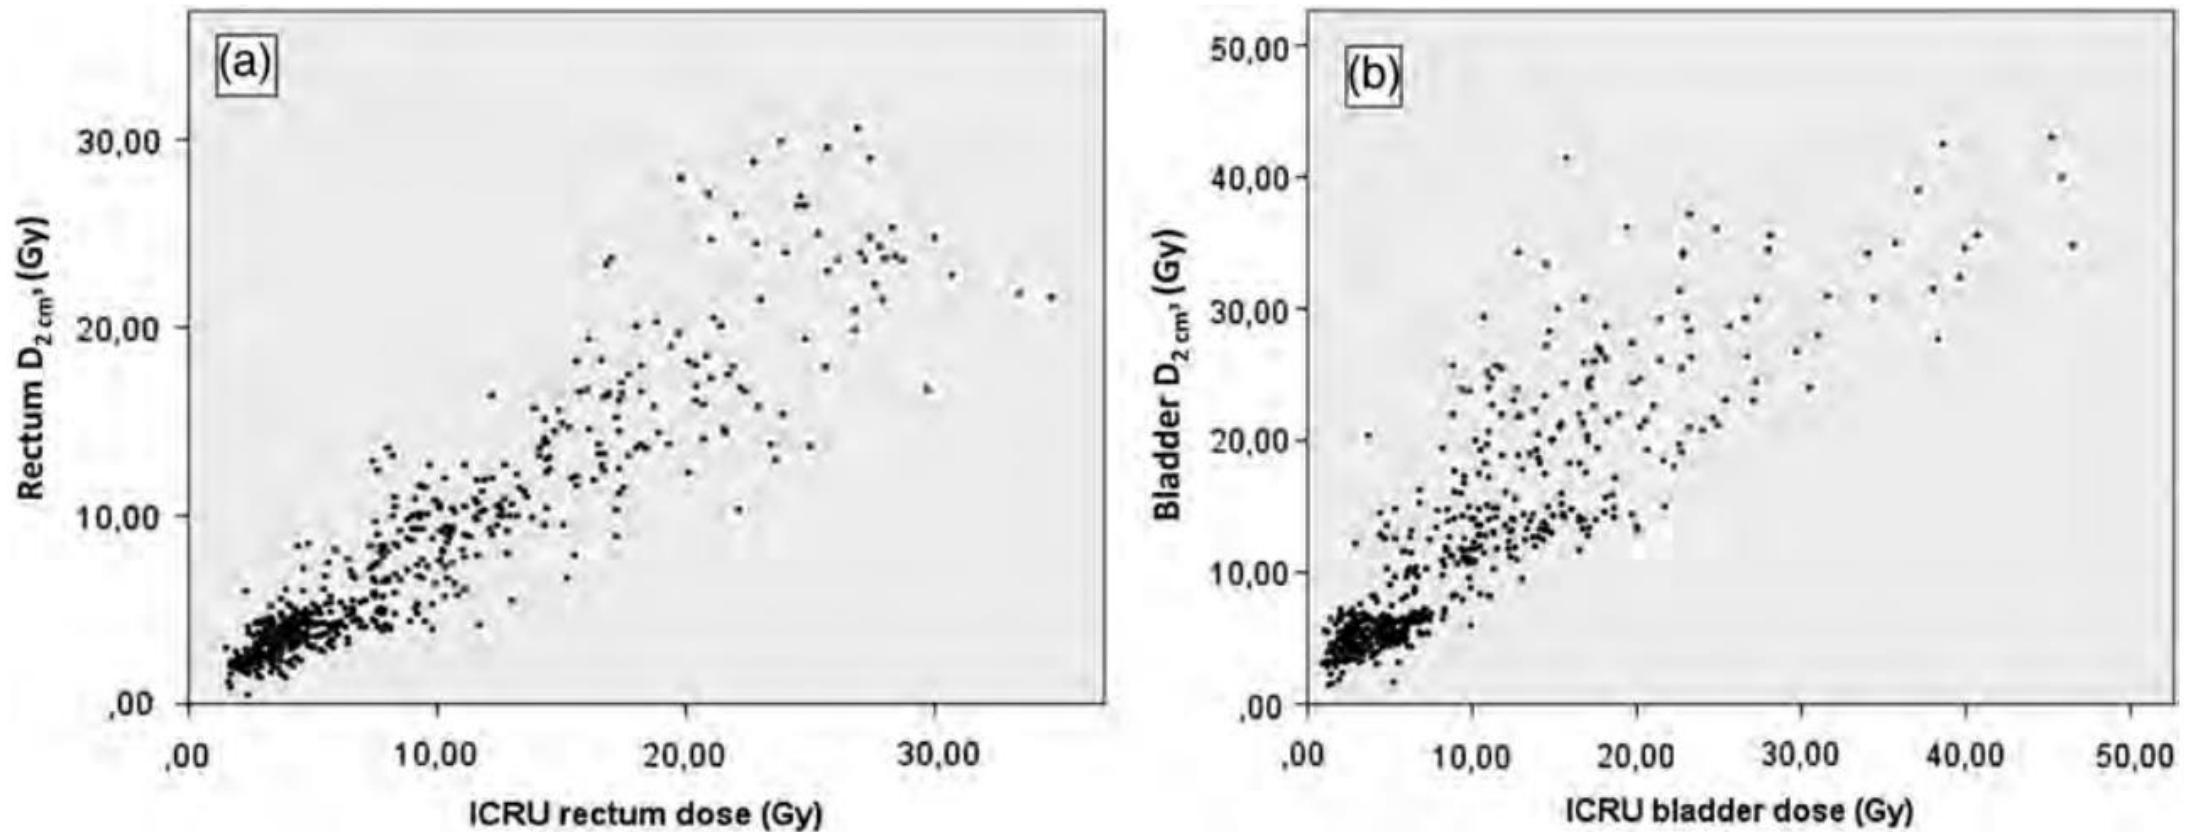 (a)
30,00
20,00
10,00
,00
,00 10,00 20,00 30,00
Rectum D2 cm³ (Gy)
ICRU rectum dose (Gy)
(b)
50,00
40,00
30,00
20,00
10,00
,00
,00 10,00 20,00 30,00 40,00 50,00
Bladder D2 cm³ (Gy)
ICRU bladder dose (Gy)